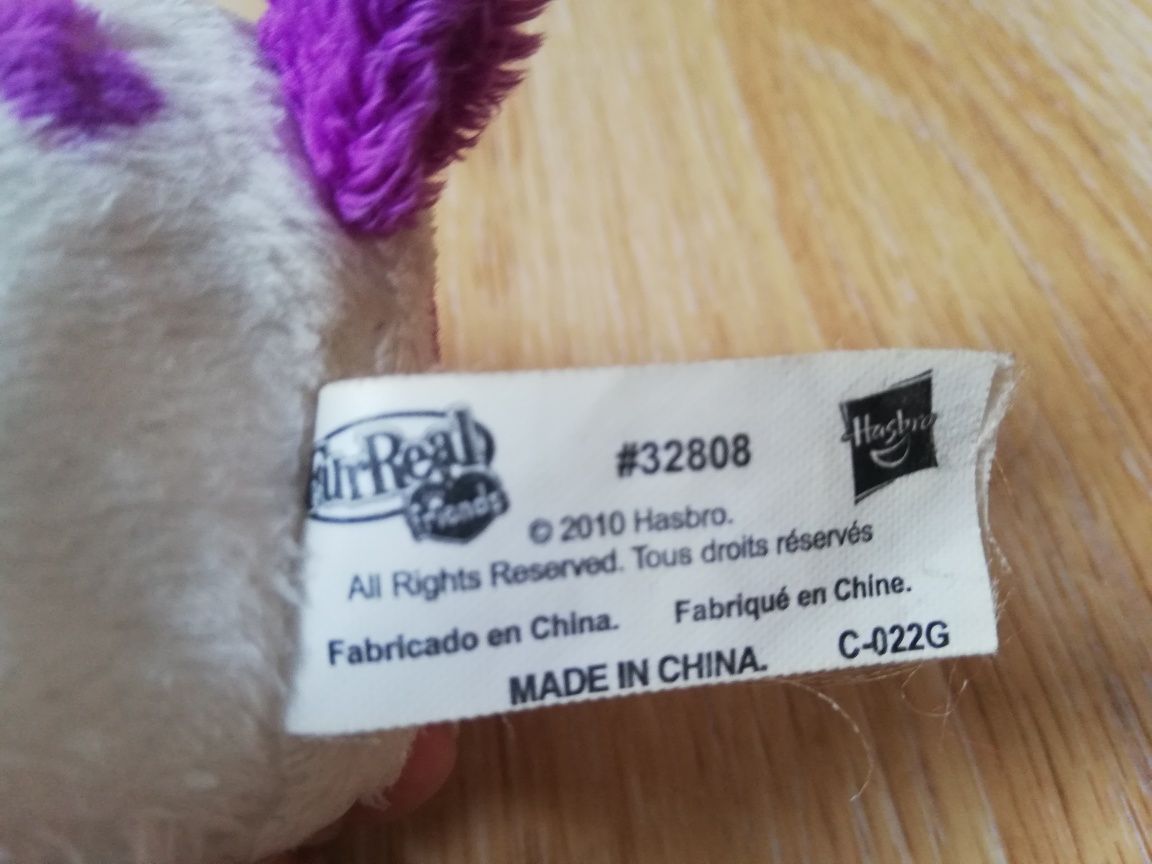 FurReal
friends
#32808
Hasbro
© 2010 Hasbro.
All Rights Reserved. Tous droits réservés
Fabricado en China. Fabriqué en Chine.
MADE IN CHINA. C-022G